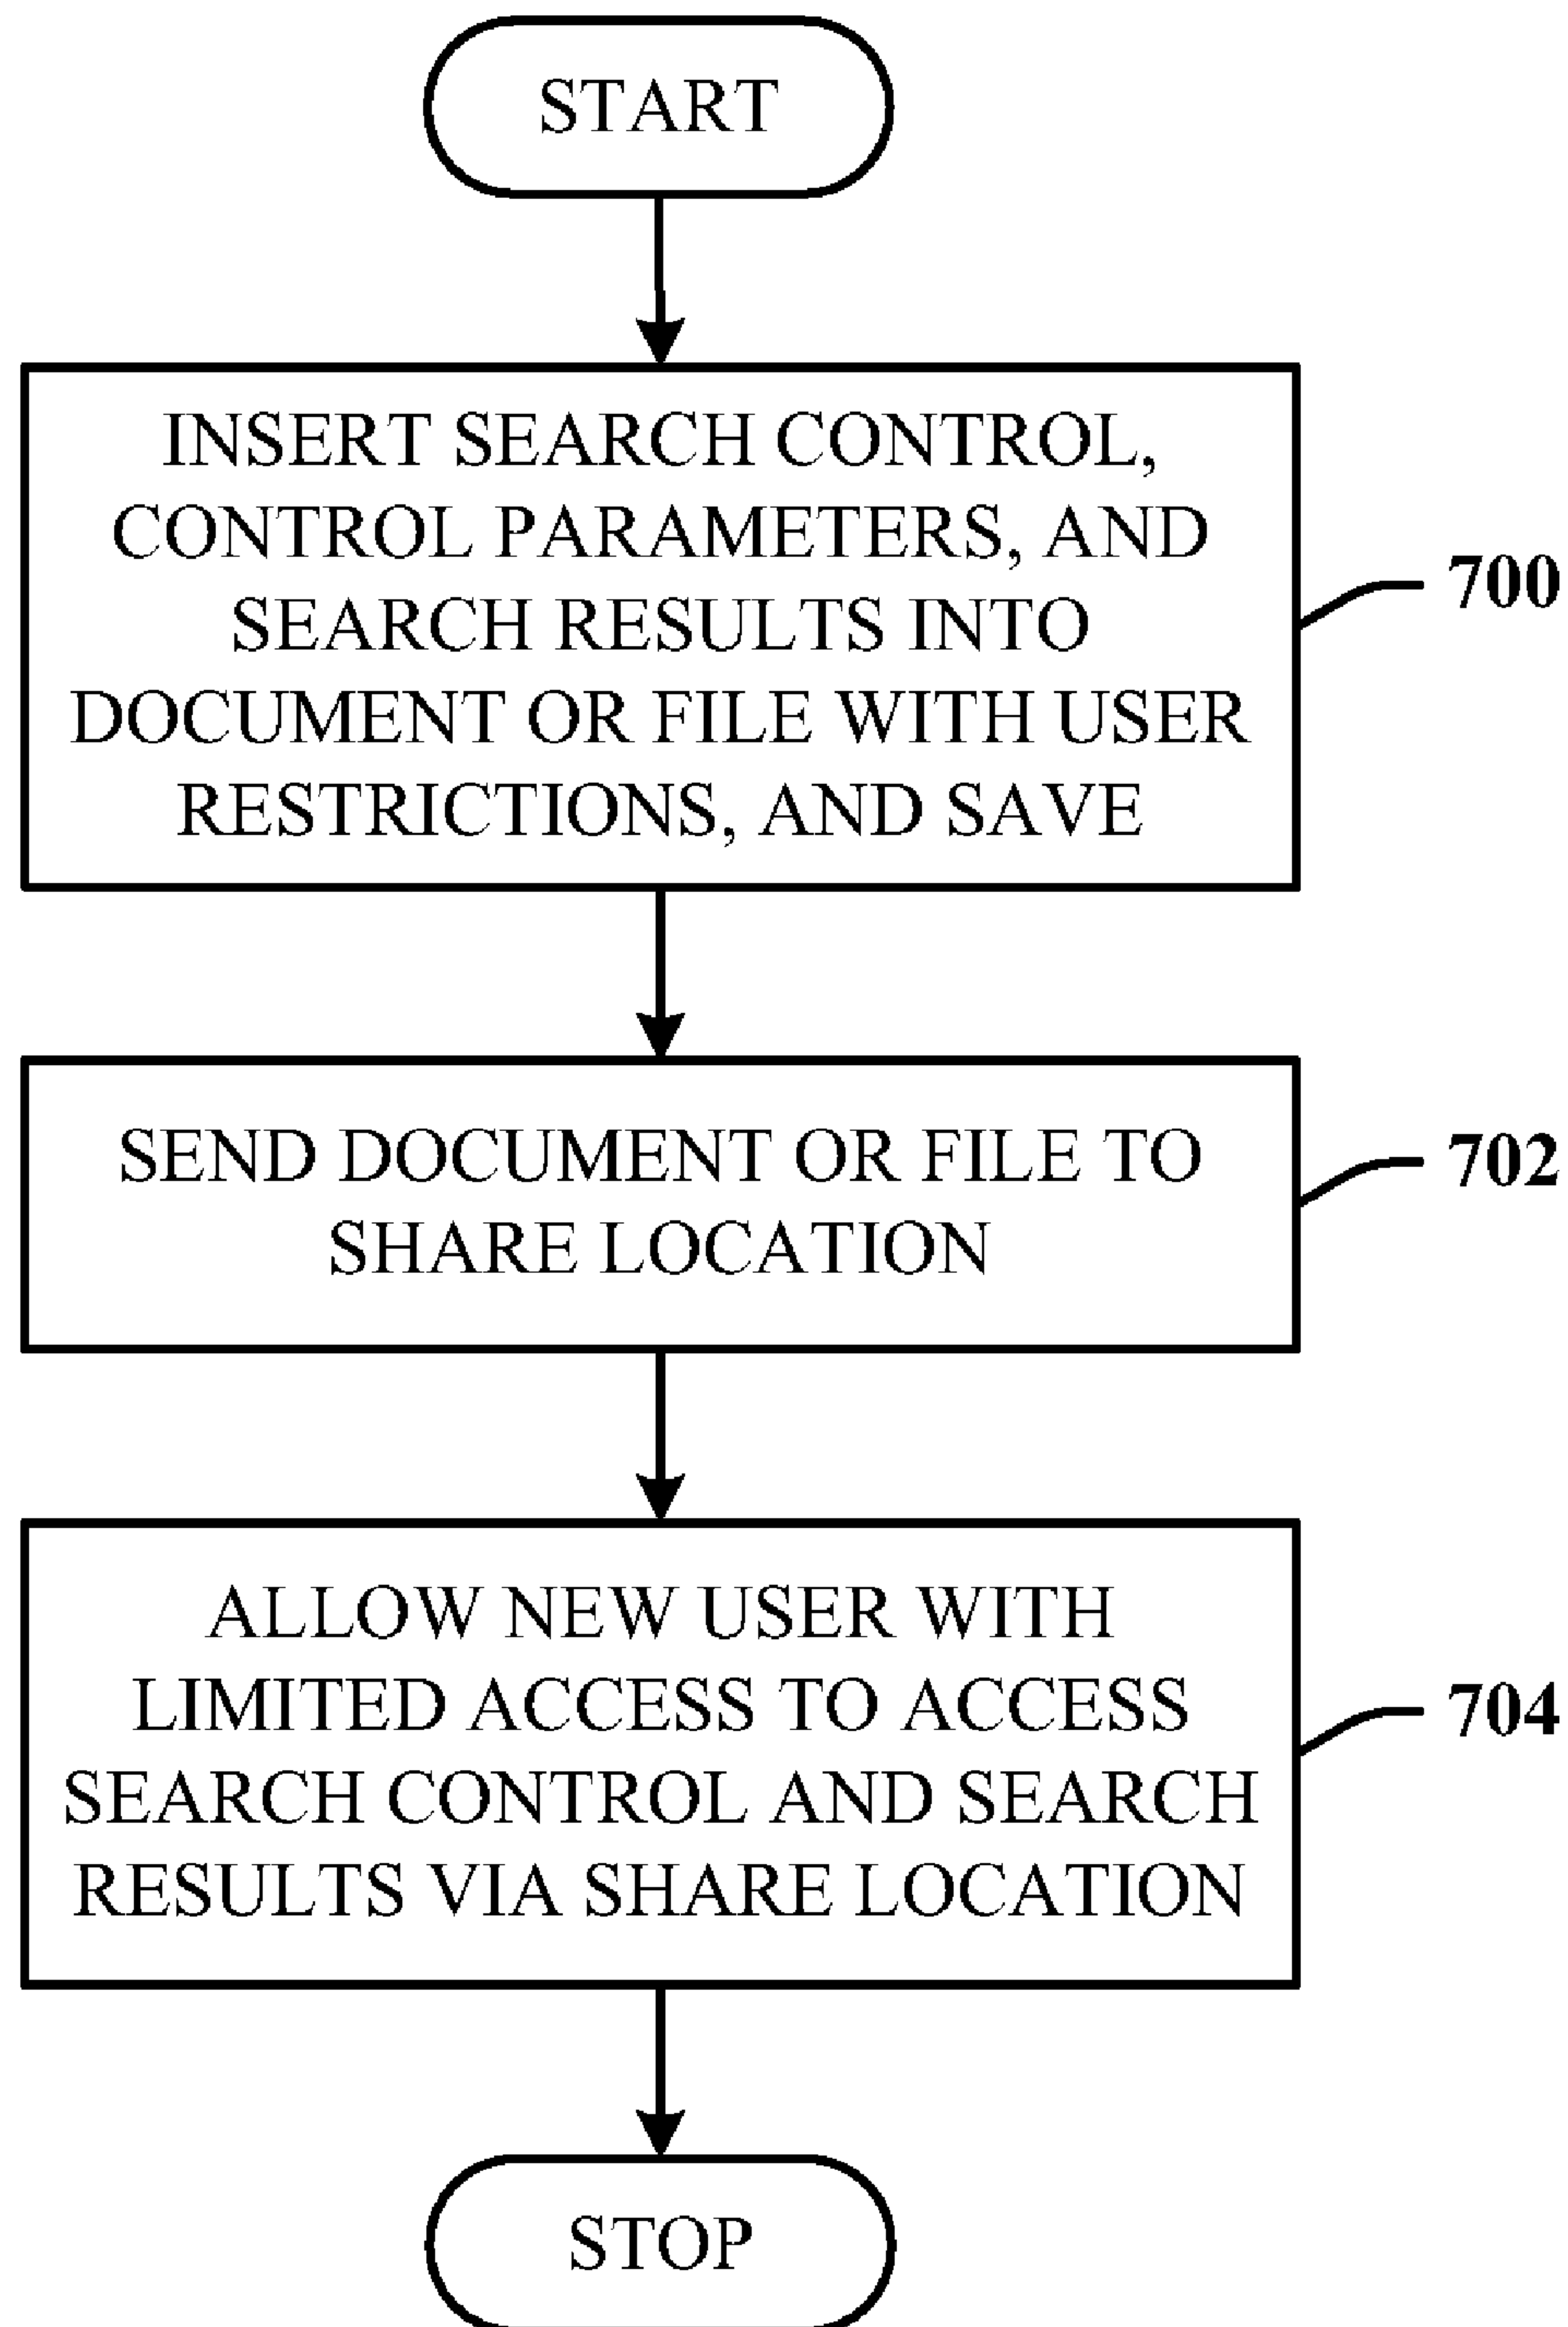 START
INSERT SEARCH CONTROL,
CONTROL PARAMETERS, AND
SEARCH RESULTS INTO
DOCUMENT OR FILE WITH USER
RESTRICTIONS, AND SAVE
700
SEND DOCUMENT OR FILE TO
SHARE LOCATION
702
ALLOW NEW USER WITH
LIMITED ACCESS TO ACCESS
SEARCH CONTROL AND SEARCH
RESULTS VIA SHARE LOCATION
704
STOP